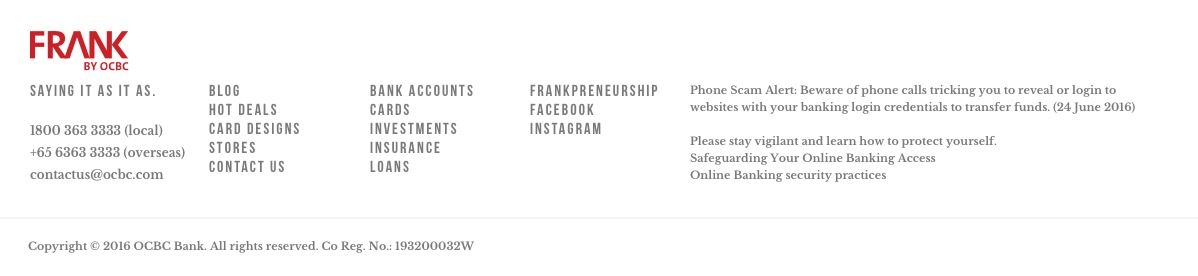 FRANK
BY OCBC
SAYING IT AS IT AS.
1800 363 3333 (local)
+65 6363 3333 (overseas)
contactus@ocbc.com
BLOG
HOT DEALS
CARD DESIGNS
STORES
CONTACT US
BANK ACCOUNTS
CARDS
INVESTMENTS
INSURANCE
LOANS
FRANKPRENEURSHIP
FACEBOOK
INSTAGRAM
Phone Scam Alert: Beware of phone calls tricking you to reveal or login to
websites with your banking login credentials to transfer funds. (24 June 2016)
Please stay vigilant and learn how to protect yourself.
Safeguarding Your Online Banking Access
Online Banking security practices
Copyright © 2016 OCBC Bank. All rights reserved. Co Reg. No.: 193200032W